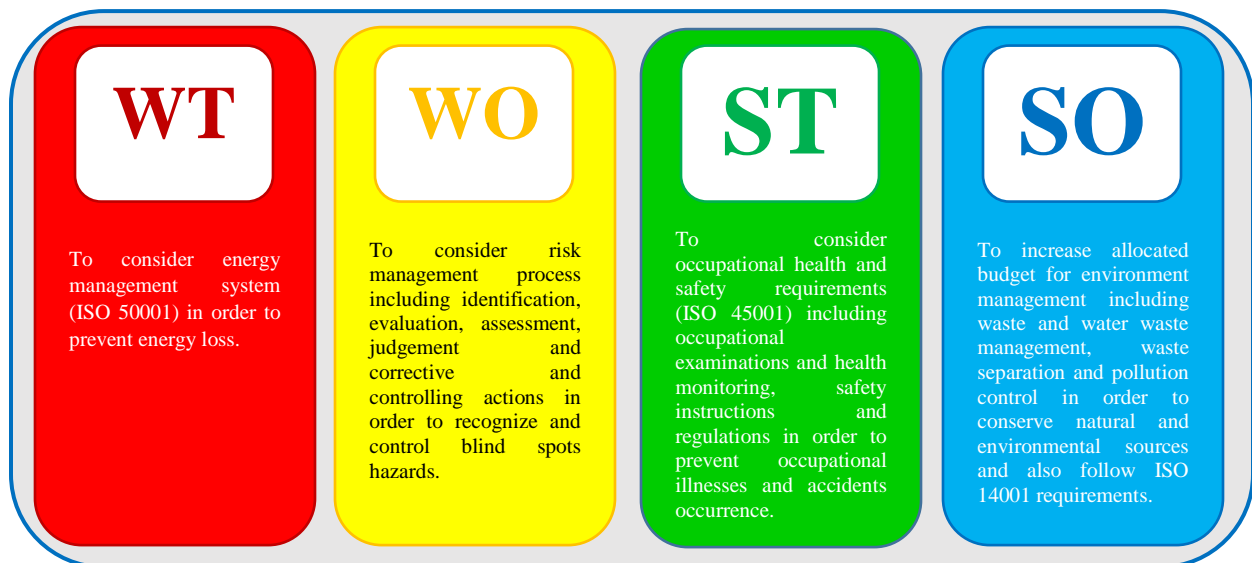 WT
To consider energy
management system
(ISO 50001) in order to
prevent energy loss.
WO
To consider risk
management process
including identification,
evaluation, assessment,
judgement and
corrective and
controlling actions in
order to recognize and
control blind spots
hazards.
ST
To consider
occupational health and
safety requirements
(ISO 45001) including
occupational
examinations and health
monitoring, safety
instructions and
regulations in order to
prevent occupational
illnesses and accidents
occurrence.
SO
To increase allocated
budget for environment
management including
waste and water waste
management, waste
separation and pollution
control in order to
conserve natural and
environmental sources
and also follow ISO
14001 requirements.